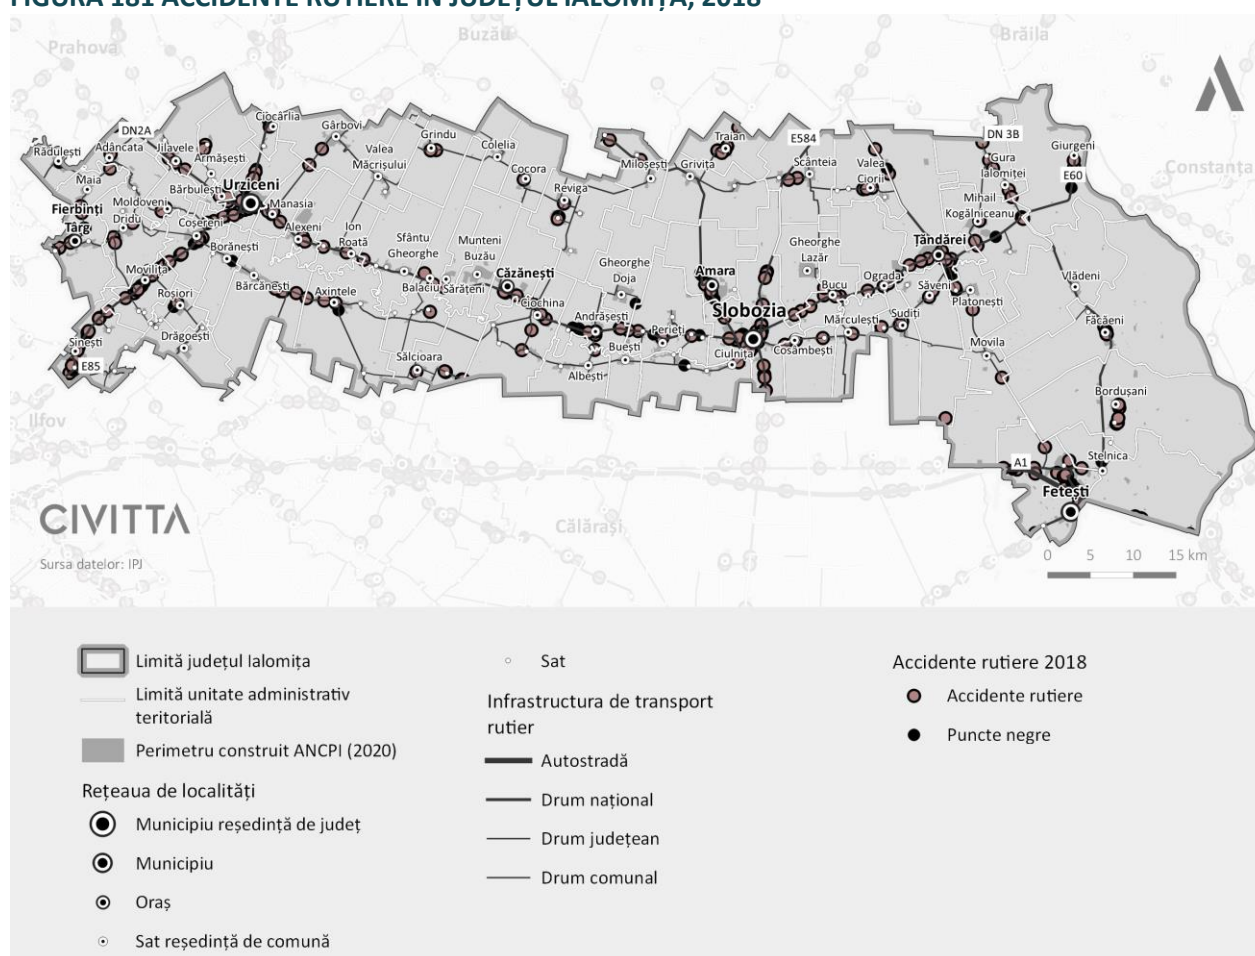 FIGURA 181 ACCIDENTE RUTIERE ÎN JUDEȚUL IALOMIȚA, 2018
Prahova
Buzău
Brăila
Constanța
Ilfov
Călărași
DN2A
E584
DN 3B
E60
E85
A1
Ciocârlia
Gârbovi
Grindu
Colelia
Traian
Giurgeni
Rădulești
Adâncata
Jilavele
Armășești
Valea
Măcrișului
Cocora
Miloșești
Grivița
Scânteia
Valea
Ciorii
Gura
Ialomiței
Maia
Bărbulești
Urziceni
Reviga
Mihail
Kogălniceanu
Fierbinți
Târg
Moldoveni
Dridu
Coșereni
Manasia
Alexeni
Ion
Roată
Borănești
Sfântu
Gheorghe
Munteni
Buzău
Gheorghe
Doja
Gheorghe
Lazăr
Țăndărei
Movilița
Bărcănești
Axintele
Balaciu
Sărățeni
Căzănești
Amara
Ograda
Vlădeni
Roșiori
Bucu
Săveni
Platonești
Drăgoești
Ciochina
Andrășești
Perieți
Slobozia
Mărculești
Sudiți
Făcăeni
Sinești
Sălcioara
Buești
Albești
Ciulnița
Cosâmbești
Movila
Bordușani
Stelnica
Fetești
CIVITTA
Sursa datelor: IPJ
0 5 10 15 km
Limită județul Ialomița
Limită unitate administrativ
teritorială
Perimetru construit ANCPI (2020)
Rețeaua de localități
Municipiu reședință de județ
Municipiu
Oraș
Sat reședință de comună
Sat
Infrastructura de transport
rutier
Autostradă
Drum național
Drum județean
Drum comunal
Accidente rutiere 2018
Accidente rutiere
Puncte negre